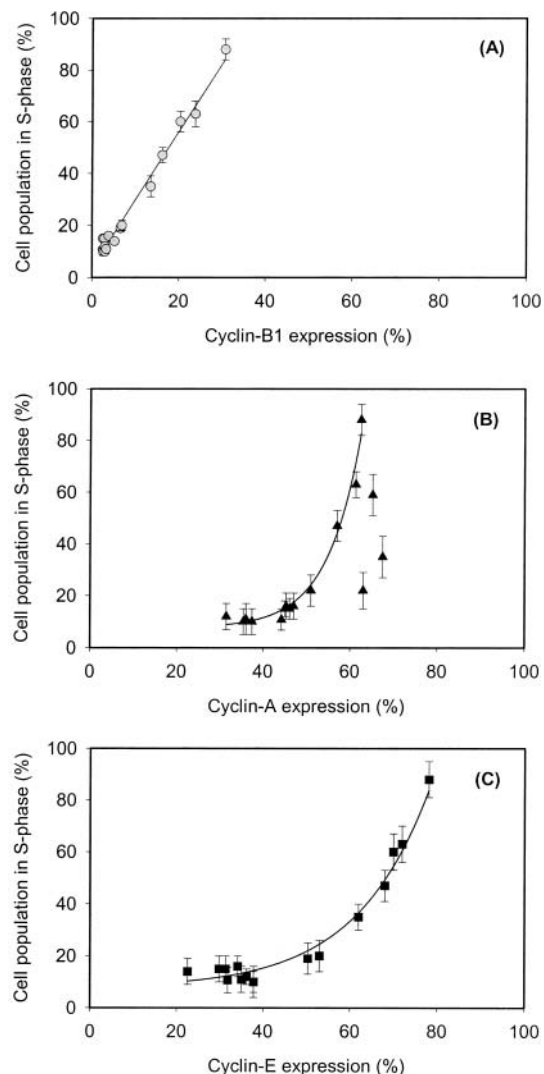 100
(A)
80
60
40
20
0
0 20 40 60 80 100
Cell population in S-phase (%)
Cyclin-B1 expression (%)
100
(B)
80
60
40
20
0
0 20 40 60 80 100
Cell population in S-phase (%)
Cyclin-A expression (%)
100
(C)
80
60
40
20
0
0 20 40 60 80 100
Cell population in S-phase (%)
Cyclin-E expression (%)